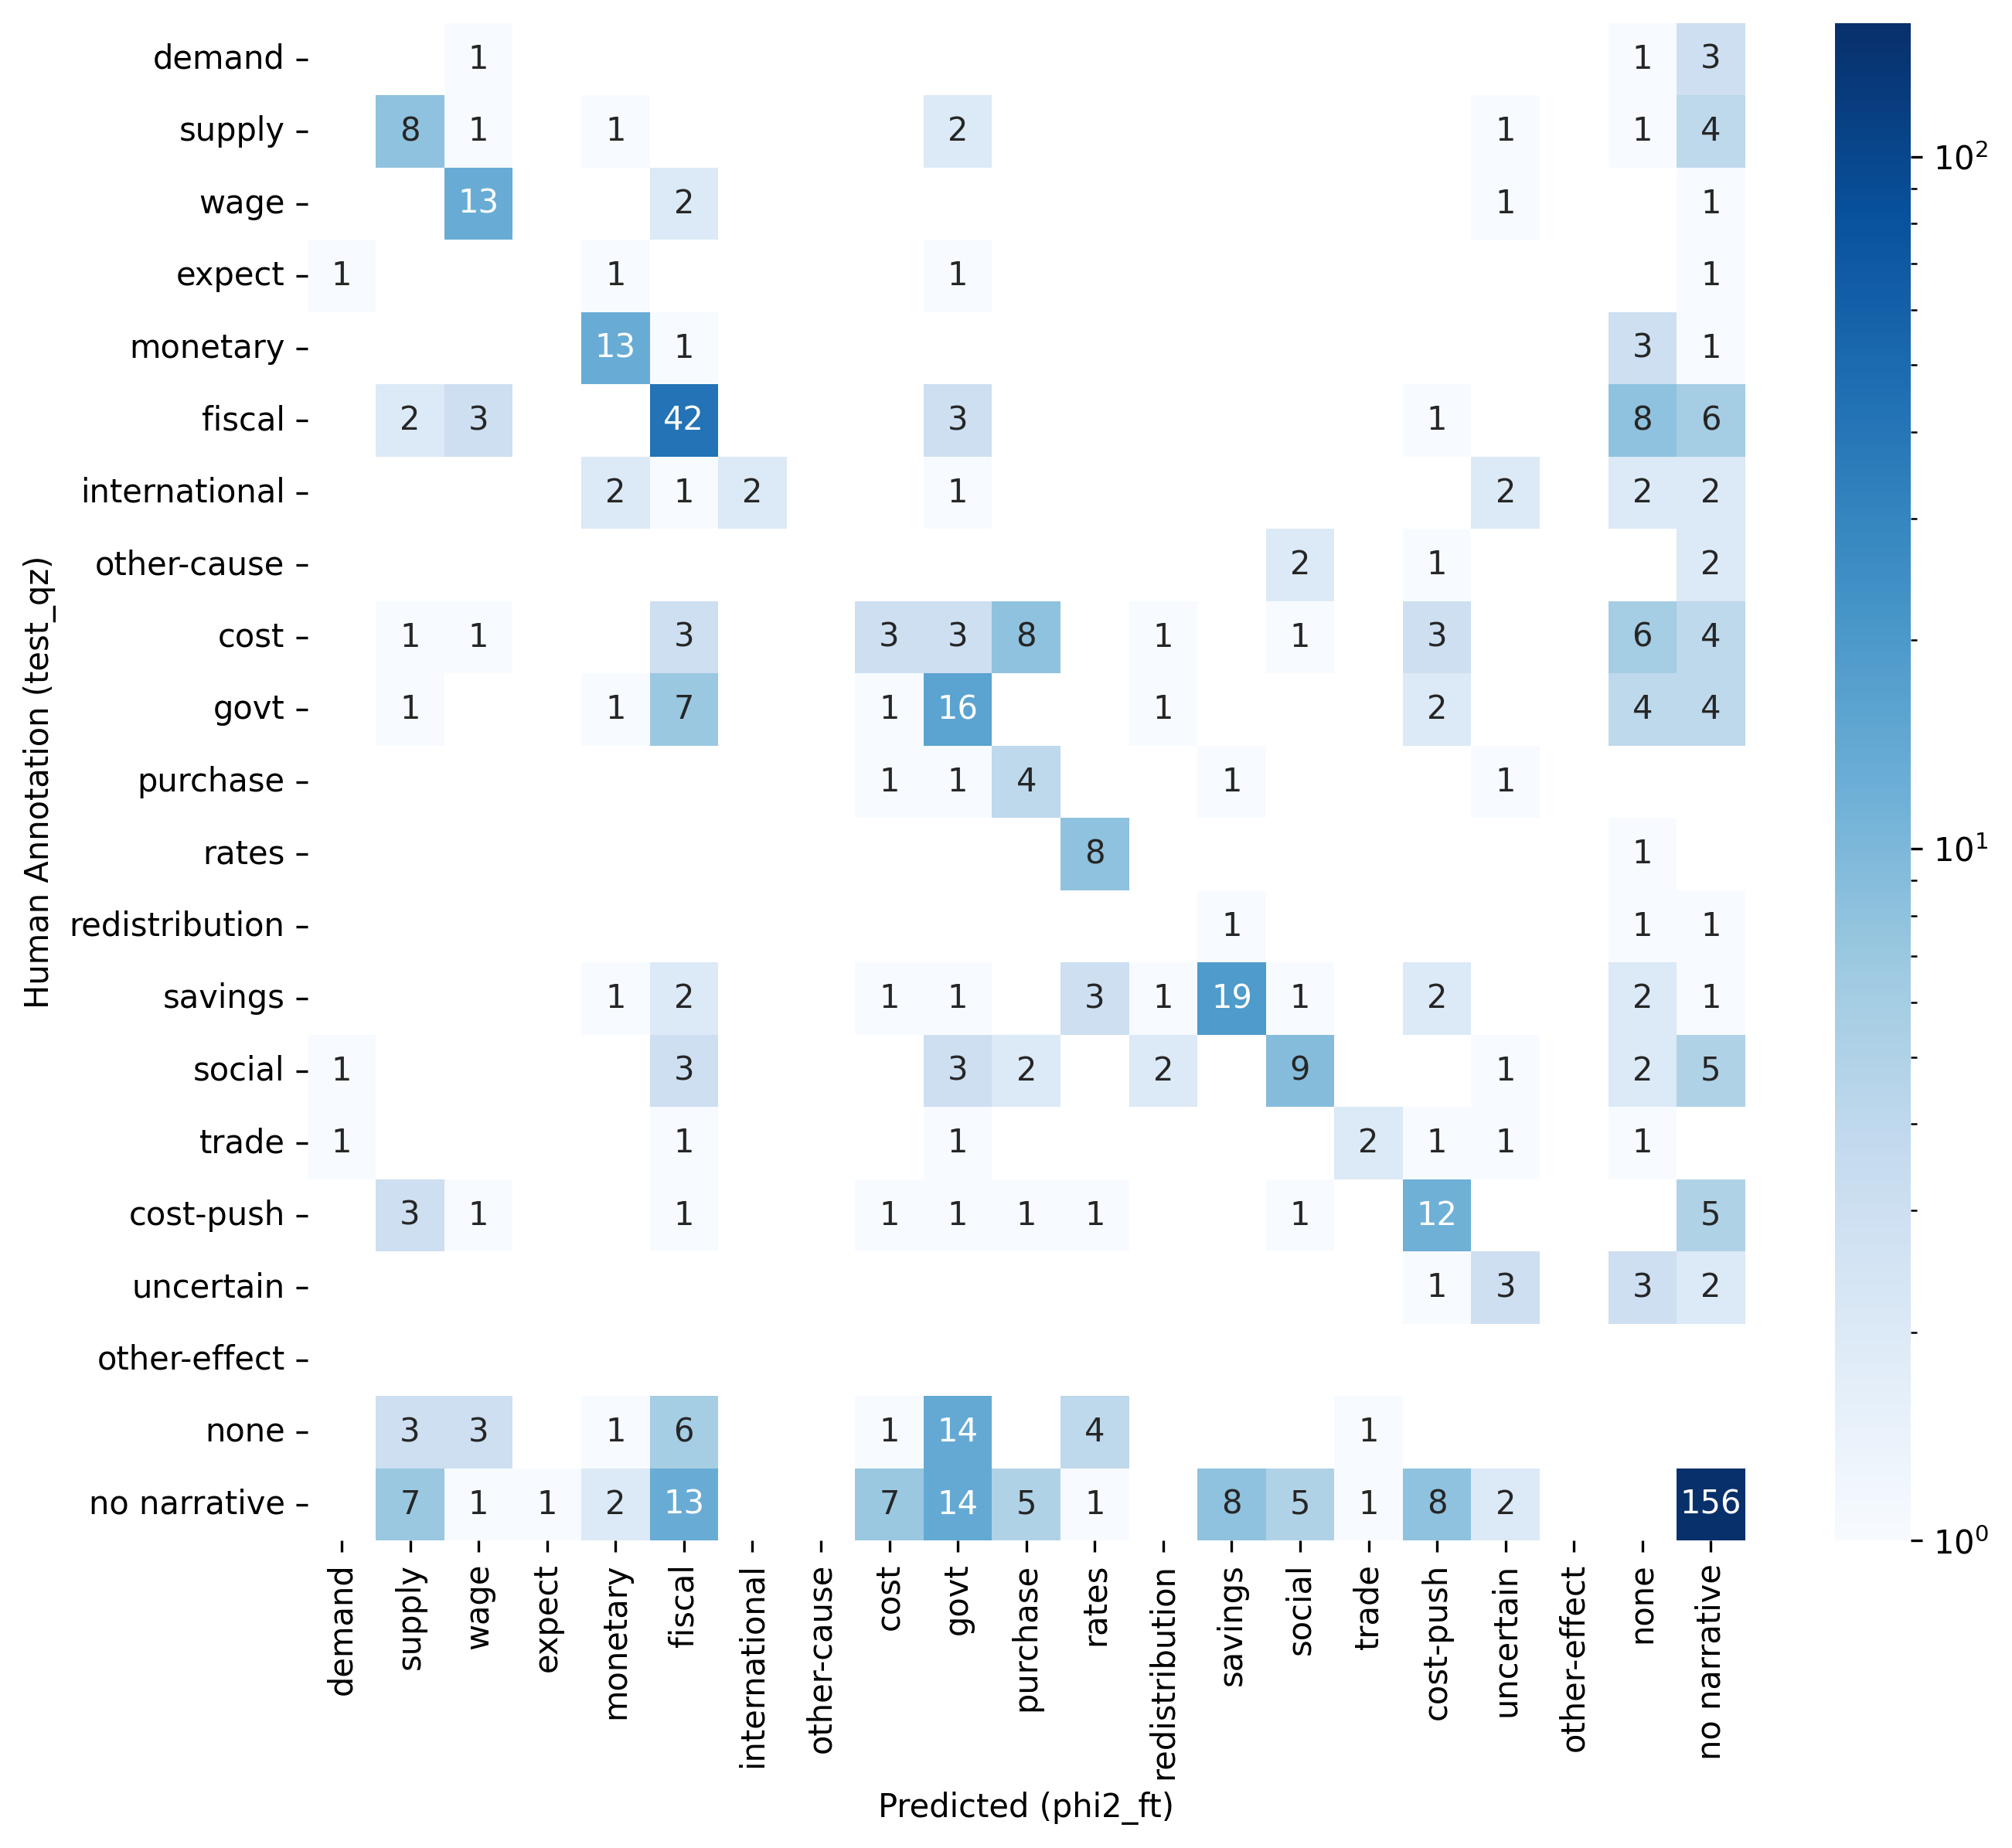 demand 1 1 3
supply 8 1 1 2 1 1 4
wage 13 2 1 1
expect 1 1 1 1
monetary 13 1 3 1
fiscal 2 3 42 3 1 8 6
international 2 1 2 1 2 2 2
other-cause 2 1 2
cost 1 1 3 3 3 8 1 1 3 6 4
govt 1 1 7 1 16 1 2 4 4
purchase 1 1 4 1 1
rates 8 1
redistribution 1 1 1
savings 1 2 1 1 3 1 19 1 2 2 1
social 1 3 3 2 2 9 1 2 5
trade 1 1 1 2 1 1 1
cost-push 3 1 1 1 1 1 1 1 12 5
uncertain 1 3 3 2
other-effect
none 3 3 1 6 1 14 4 1
no narrative 7 1 1 2 13 7 14 5 1 8 5 1 8 2 156
Human Annotation (test_qz)
demand
supply
wage
expect
monetary
fiscal
international
other-cause
cost
govt
purchase
rates
redistribution
savings
social
trade
cost-push
uncertain
other-effect
none
no narrative
Predicted (phi2_ft)
10²
10¹
10⁰